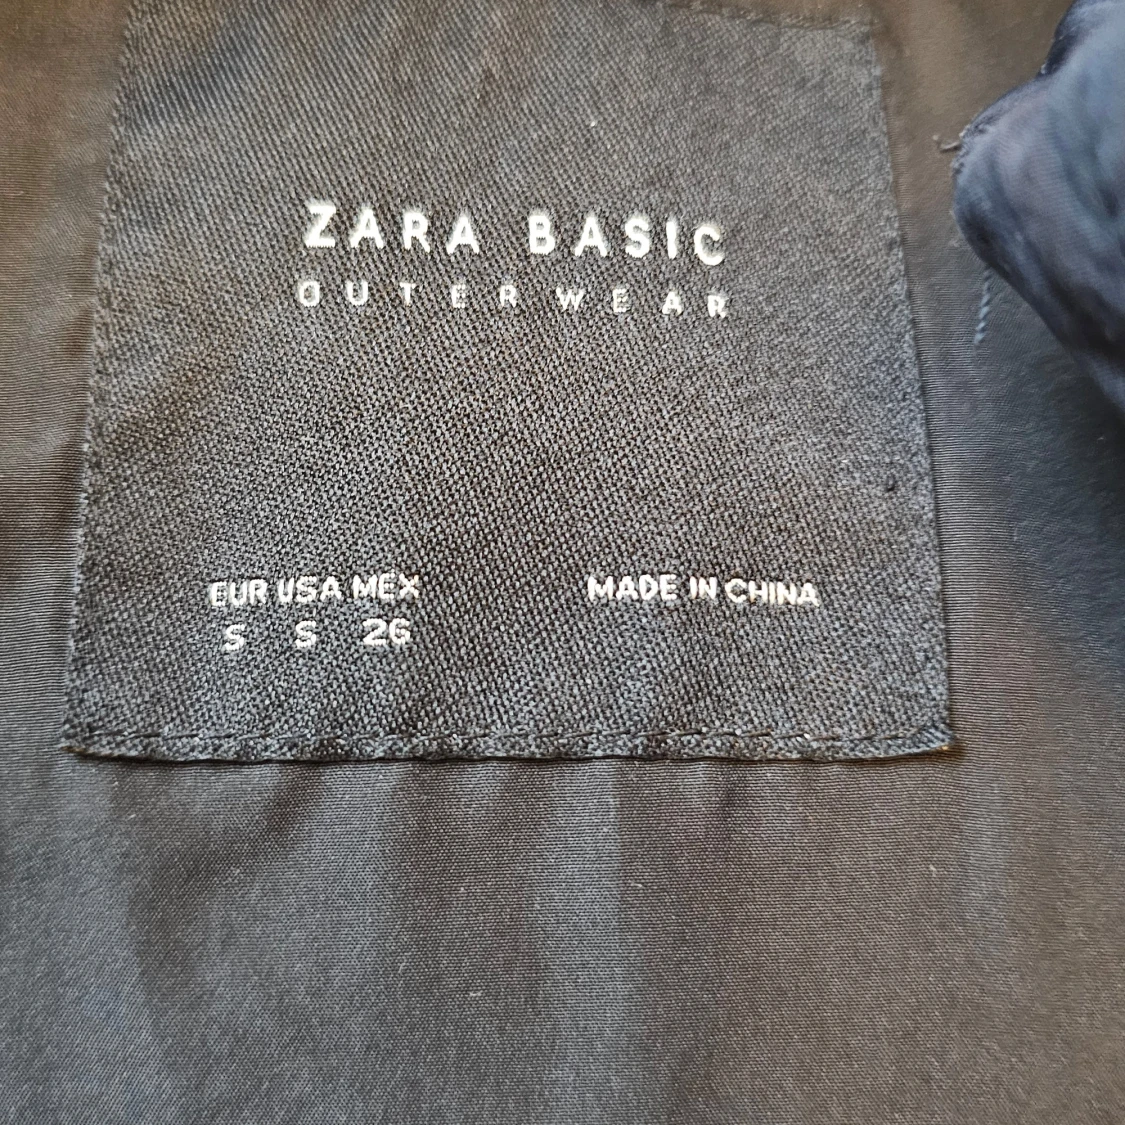 ZARA BASIC
OUTERWEAR
EUR USA MEX
S S 26
MADE IN CHINA